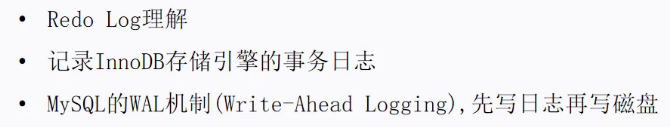 • Redo Log理解
• 记录InnoDB存储引擎的事务日志
• MySQL的WAL机制(Write-Ahead Logging),先写日志再写磁盘